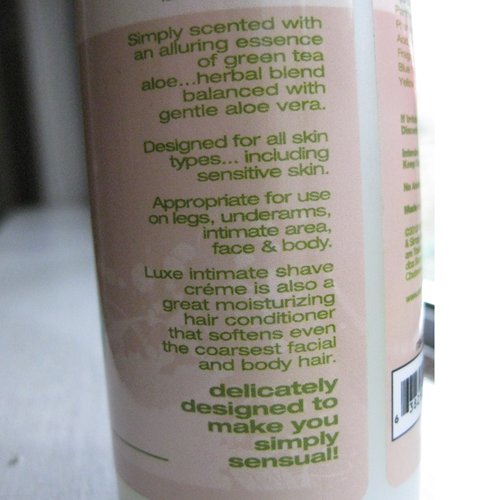 Simply scented with
an alluring essence
of green tea
aloe...herbal blend
balanced with
gentle aloe vera.
Designed for all skin
types... including
sensitive skin.
Appropriate for use
on legs, underarms,
intimate area,
face & body.
Luxe intimate shave
créme is also a
great moisturizing
hair conditioner
that softens even
the coarsest facial
and body hair.
delicately
designed to
make you
simply
sensual!